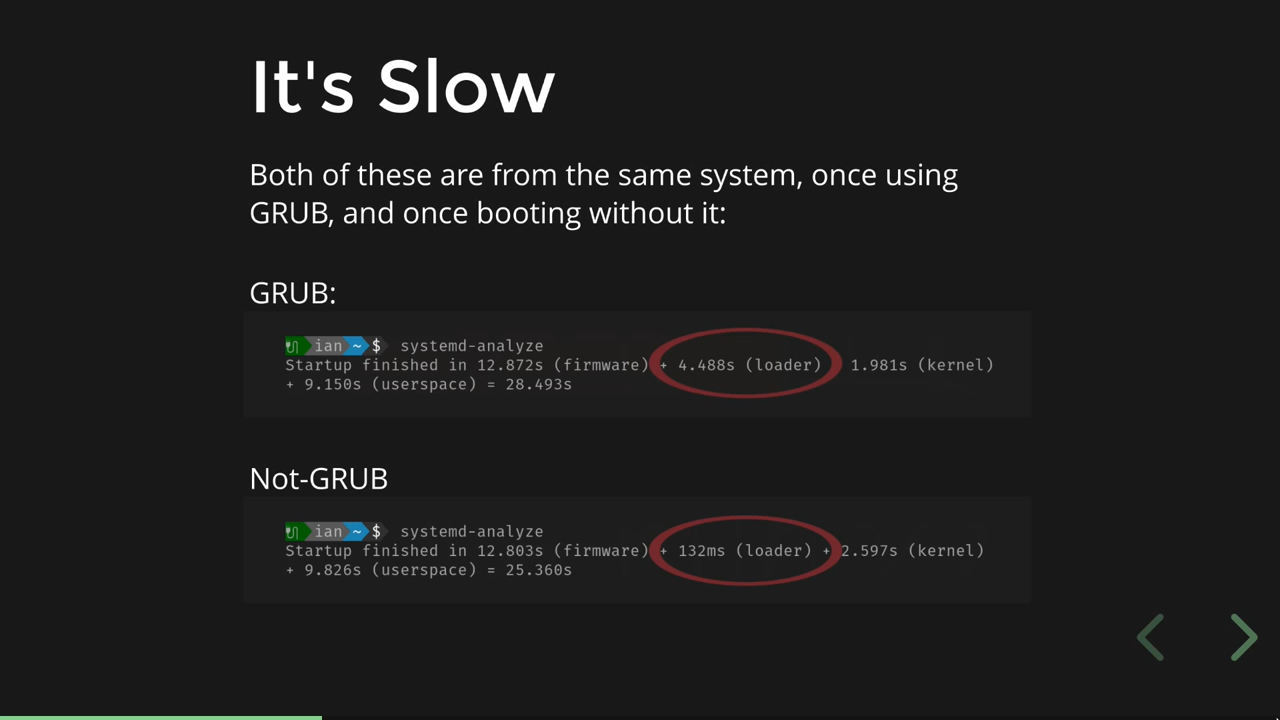 It's Slow
Both of these are from the same system, once using
GRUB, and once booting without it:
GRUB:
ian ~ $ systemd-analyze
Startup finished in 12.872s (firmware) + 4.488s (loader) 1.981s (kernel)
+ 9.150s (userspace) = 28.493s
Not-GRUB
ian ~ $ systemd-analyze
Startup finished in 12.803s (firmware) + 132ms (loader) + 2.597s (kernel)
+ 9.826s (userspace) = 25.360s